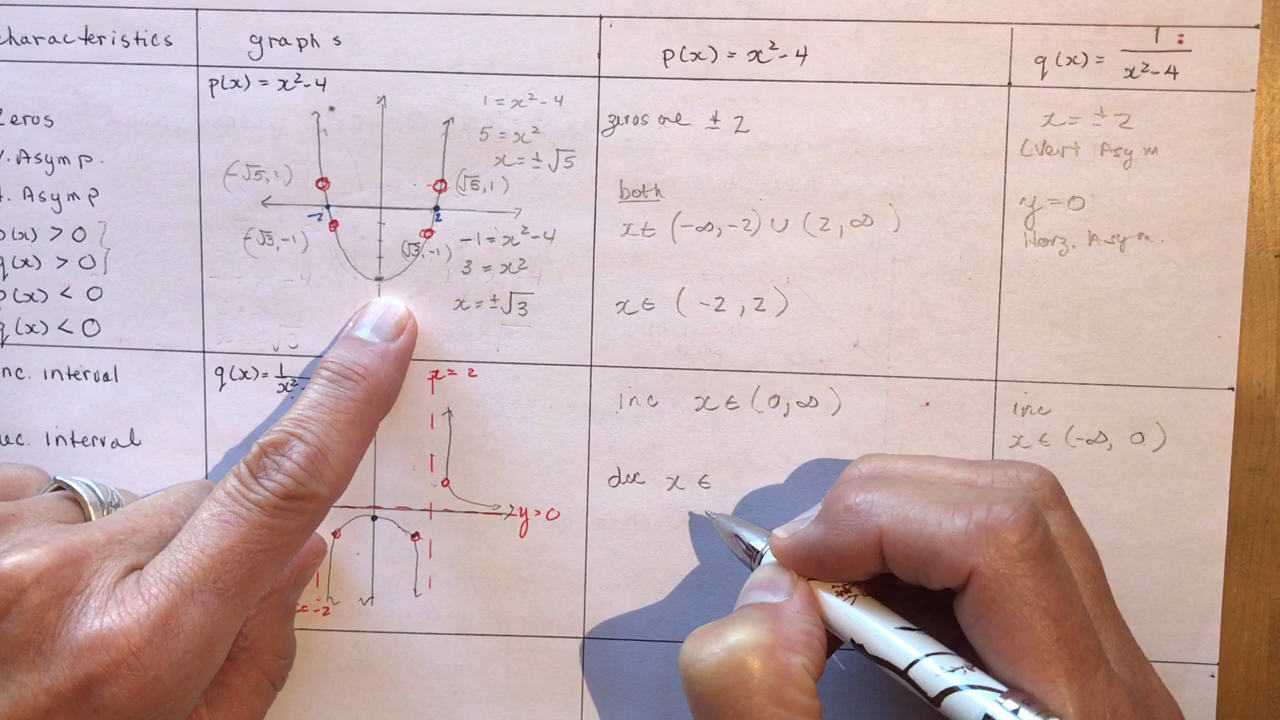 characteristics
graphs
p(x) = x²-4
q(x) = 1/(x²-4)
zeros
V. Asymp.
H. Asymp
p(x) > 0
q(x) > 0
p(x) < 0
q(x) < 0
p(x) = x²-4
1 = x²-4
5 = x²
x = ±√5
(-√5, 1)
(√5, 1)
-2
2
(-√3, -1)
(√3, -1)
-1 = x²-4
3 = x²
x = ±√3
zeros are ±2
both
x ∈ (-∞, -2) ∪ (2, ∞)
x ∈ (-2, 2)
x = ±2
(Vert Asym
y = 0
Horz. Asym.
inc. interval
dec. interval
q(x) = 1/x²-
x = 2
y=0
x=-2
inc x ∈ (0, ∞)
dec x ∈
inc
x ∈ (-∞, 0)